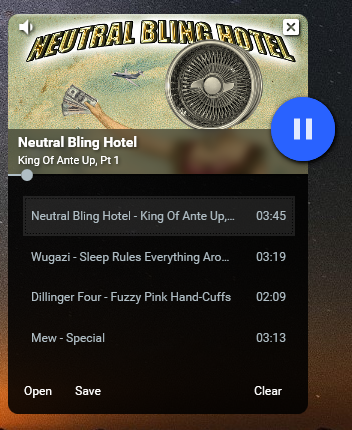 NEUTRAL BLING HOTEL
Neutral Bling Hotel
King Of Ante Up, Pt 1
Neutral Bling Hotel - King Of Ante Up,... 03:45
Wugazi - Sleep Rules Everything Aro... 03:19
Dillinger Four - Fuzzy Pink Hand-Cuffs 02:09
Mew - Special 03:13
Open Save Clear